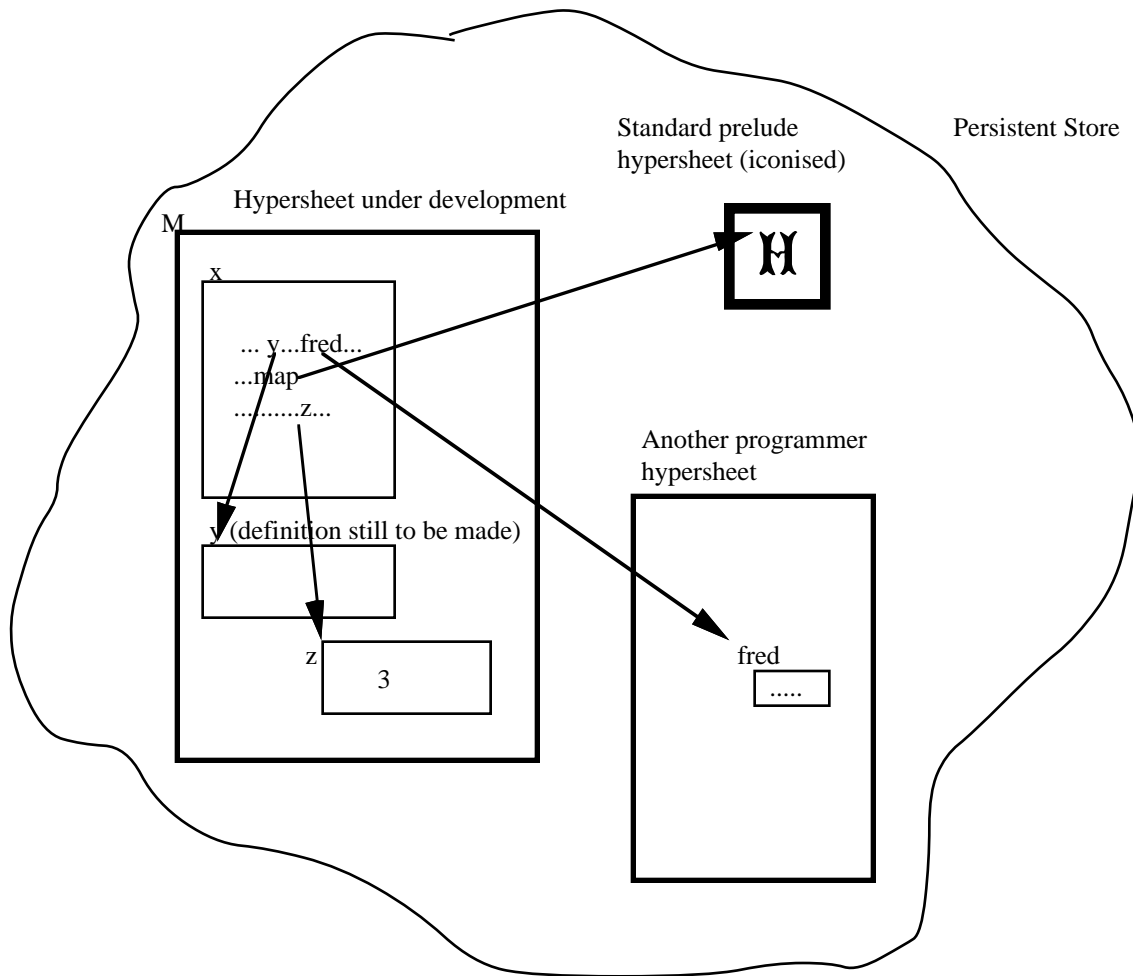 Standard prelude
hypersheet (iconised)
Persistent Store
Hypersheet under development
M
x
... y...fred...
...map
..........z...
y (definition still to be made)
z
3
Another programmer
hypersheet
fred
.....
H